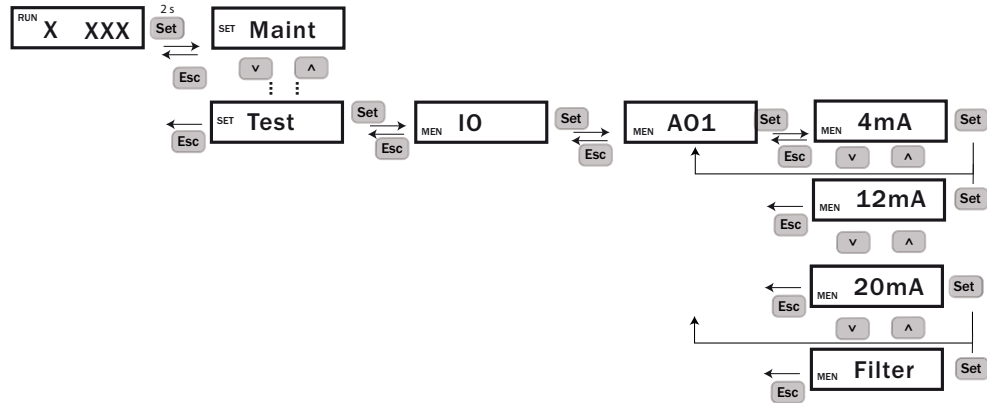 2 s
RUN X XXX Set SET Maint
Esc v ^
SET Test Set MEN IO Set MEN AO1 Set MEN 4mA Set
Esc Esc Esc Esc v ^
MEN 12mA Set
Esc v ^
MEN 20mA Set
Esc v ^
MEN Filter Set
Esc